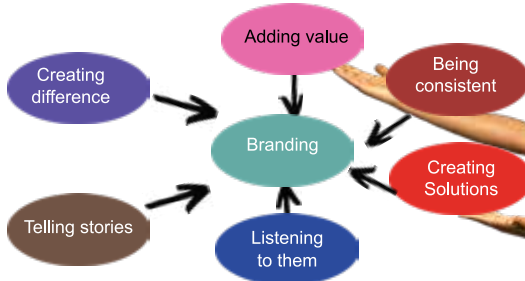 Adding value
Creating
difference
Being
consistent
Branding
Creating
Solutions
Telling stories
Listening
to them